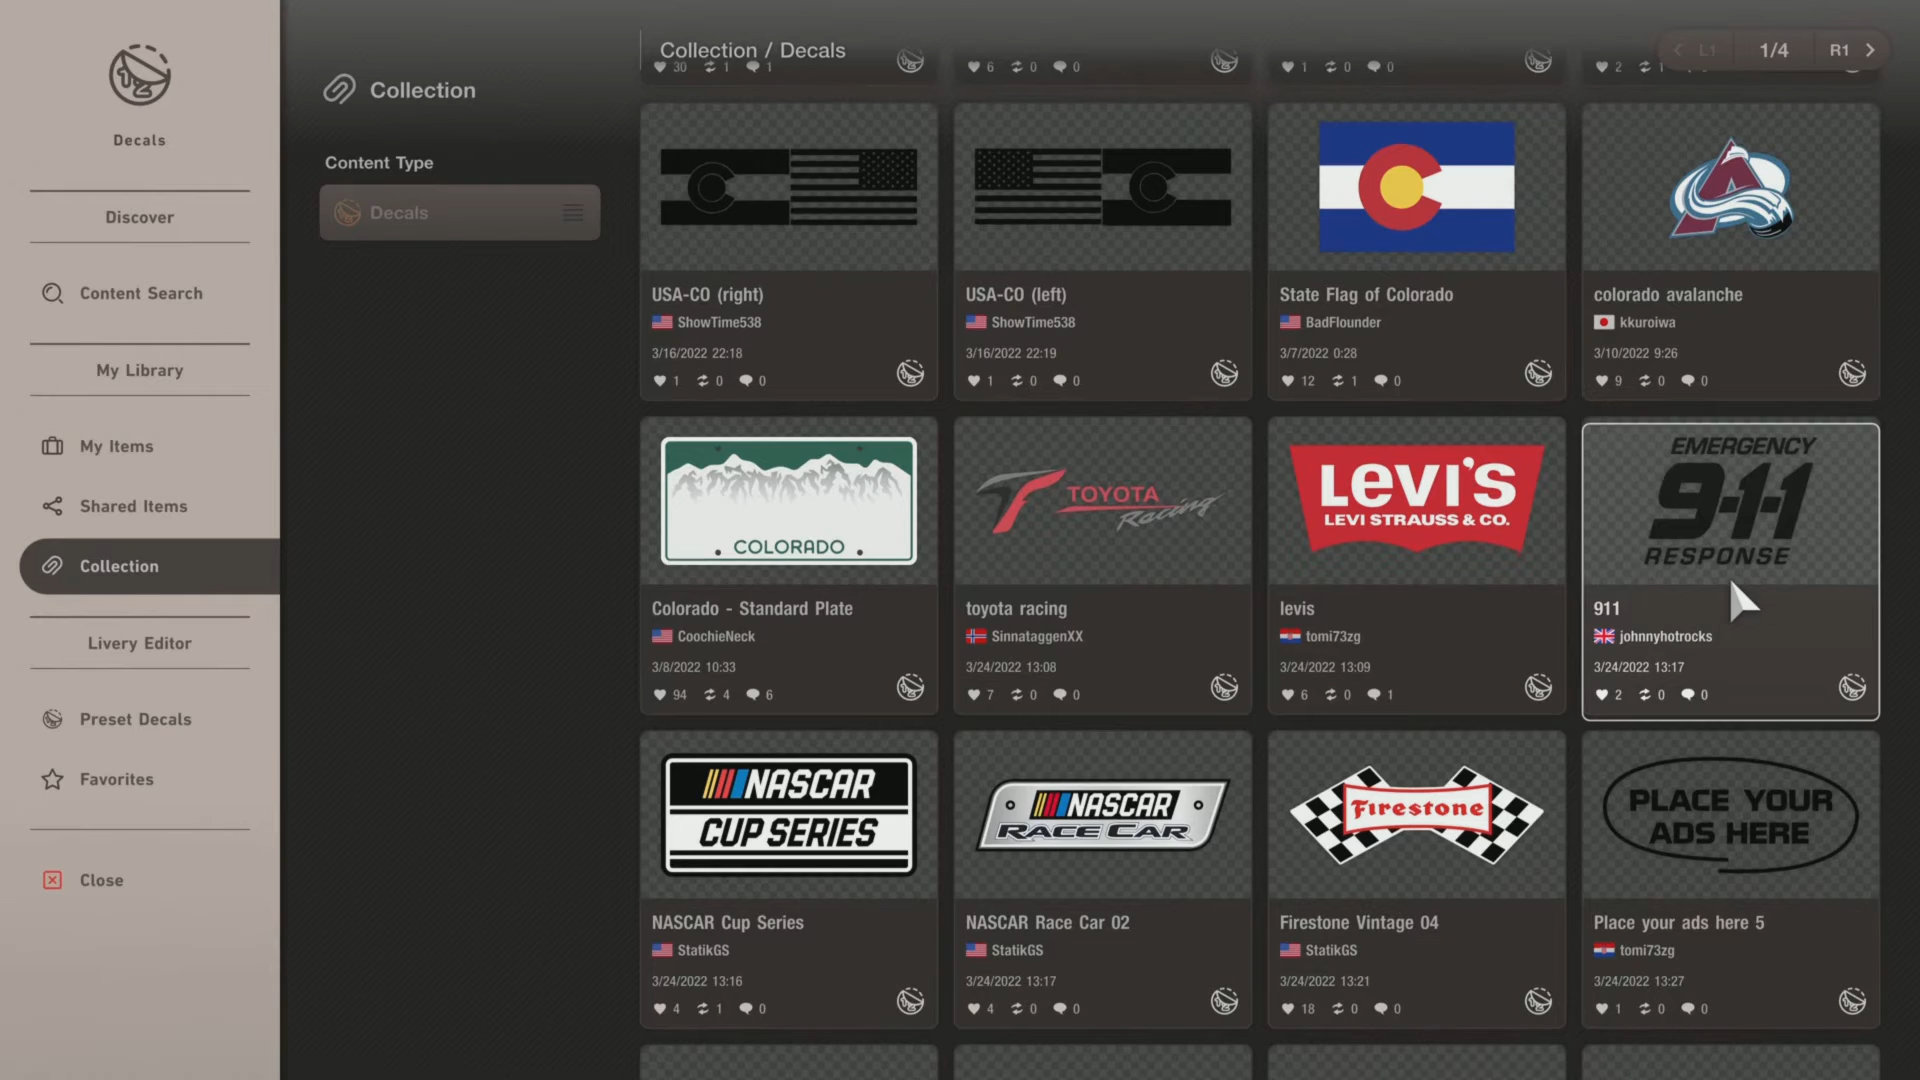 Decals
Discover
Content Search
My Library
My Items
Shared Items
Collection
Livery Editor
Preset Decals
Favorites
Close
Collection
Content Type
Decals
Collection / Decals
L1
1/4
R1
30 1 1
6 0 0
1 0 0
2 1
USA-CO (right)
ShowTime538
3/16/2022 22:18
1 0 0
USA-CO (left)
ShowTime538
3/16/2022 22:19
1 0 0
State Flag of Colorado
BadFlounder
3/7/2022 0:28
12 1 0
colorado avalanche
kkuroiwa
3/10/2022 9:26
9 0 0
COLORADO
Colorado - Standard Plate
CoochieNeck
3/8/2022 10:33
94 4 6
TOYOTA
Racing
toyota racing
SinnataggenXX
3/24/2022 13:08
7 0 0
LEVI'S
LEVI STRAUSS & CO.
levis
tomi73zg
3/24/2022 13:09
6 0 1
EMERGENCY
9-1-1
RESPONSE
911
johnnyhotrocks
3/24/2022 13:17
2 0 0
NASCAR
CUP SERIES
NASCAR Cup Series
StatikGS
3/24/2022 13:16
4 1 0
NASCAR
RACE CAR
NASCAR Race Car 02
StatikGS
3/24/2022 13:17
4 0 0
Firestone
Firestone Vintage 04
StatikGS
3/24/2022 13:21
18 0 0
PLACE YOUR
ADS HERE
Place your ads here 5
tomi73zg
3/24/2022 13:27
1 0 0